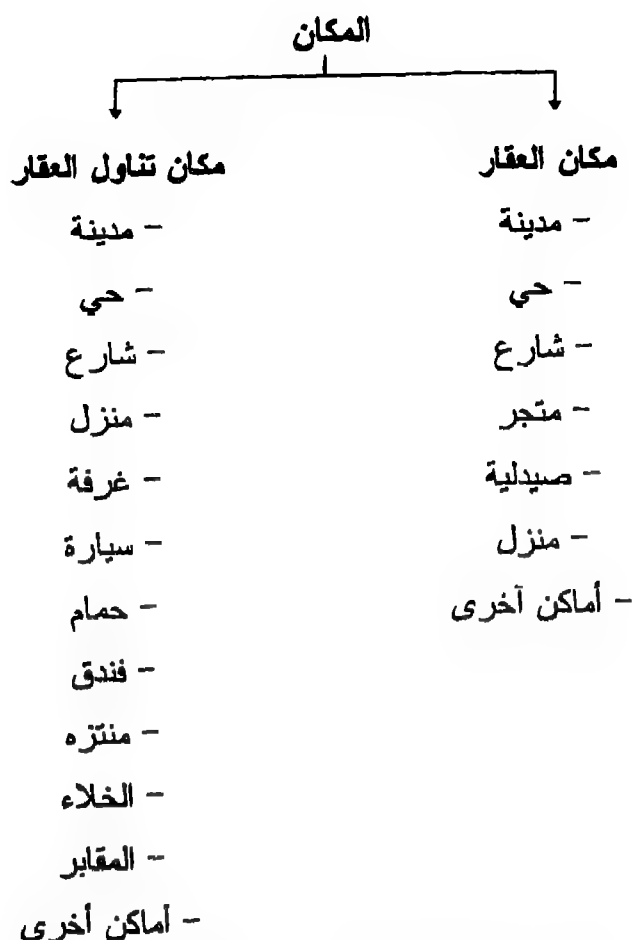 المكان
مكان العقار
- مدينة
- حي
- شارع
- متجر
- صيدلية
- منزل
- أماكن آخرى
مكان تناول العقار
- مدينة
- حي
- شارع
- منزل
- غرفة
- سيارة
- حمام
- فندق
- منتزه
- الخلاء
- المقابر
- أماكن أخرى